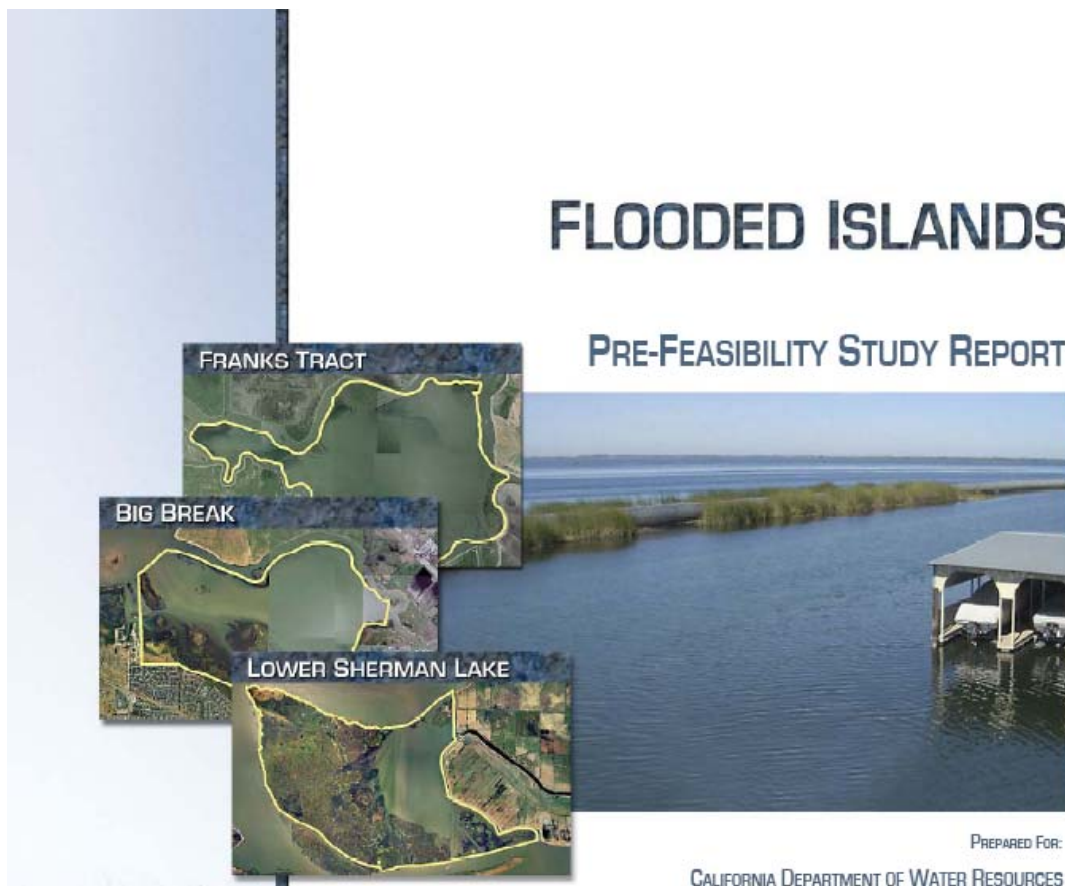 FLOODED ISLANDS
PRE-FEASIBILITY STUDY REPORT
FRANKS TRACT
BIG BREAK
LOWER SHERMAN LAKE
PREPARED FOR:
CALIFORNIA DEPARTMENT OF WATER RESOURCES